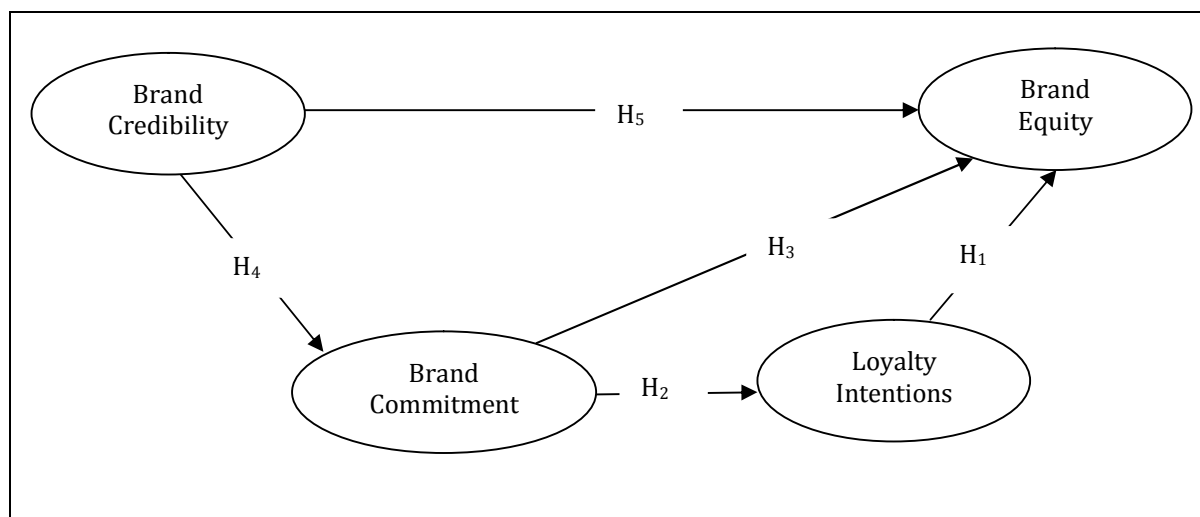 Brand
Credibility
H₅
Brand
Equity
H₄
H₃
H₁
Brand
Commitment
H₂
Loyalty
Intentions